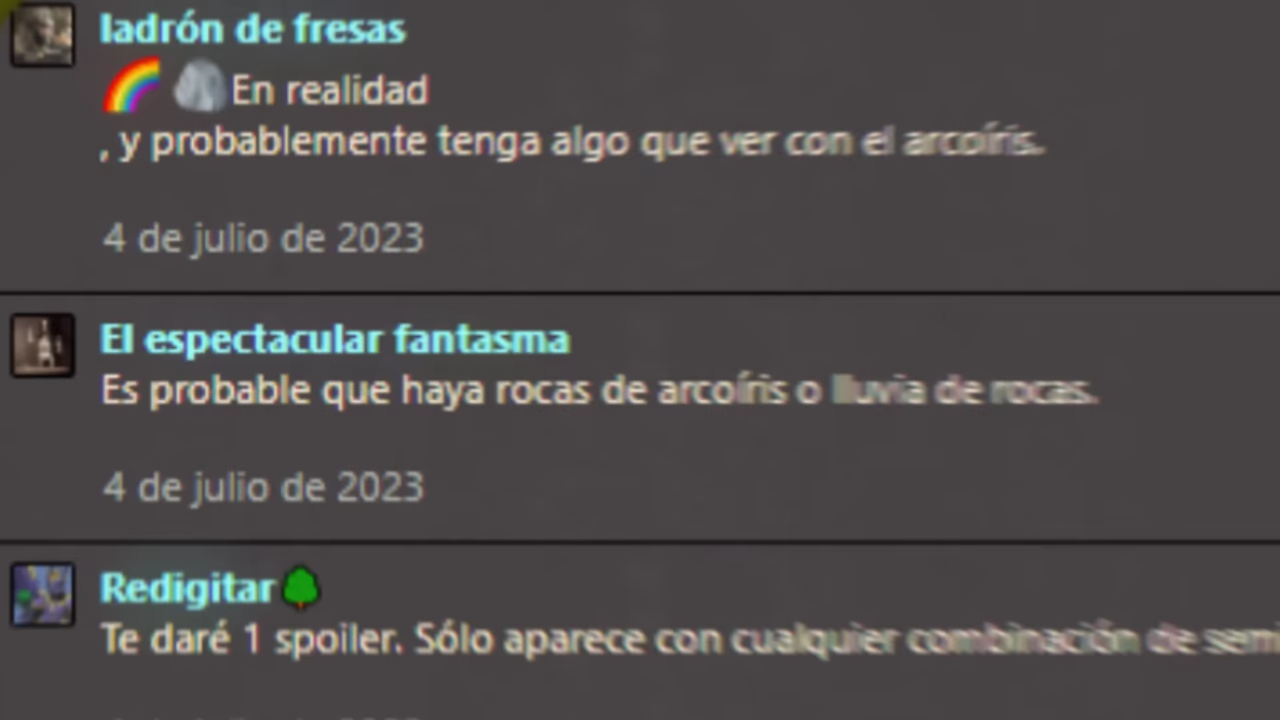 ladrón de fresas
🌈 🪨En realidad
, y probablemente tenga algo que ver con el arcoíris.
4 de julio de 2023
El espectacular fantasma
Es probable que haya rocas de arcoíris o lluvia de rocas.
4 de julio de 2023
Redigitar🌳
Te daré 1 spoiler. Sólo aparece con cualquier combinación de semi